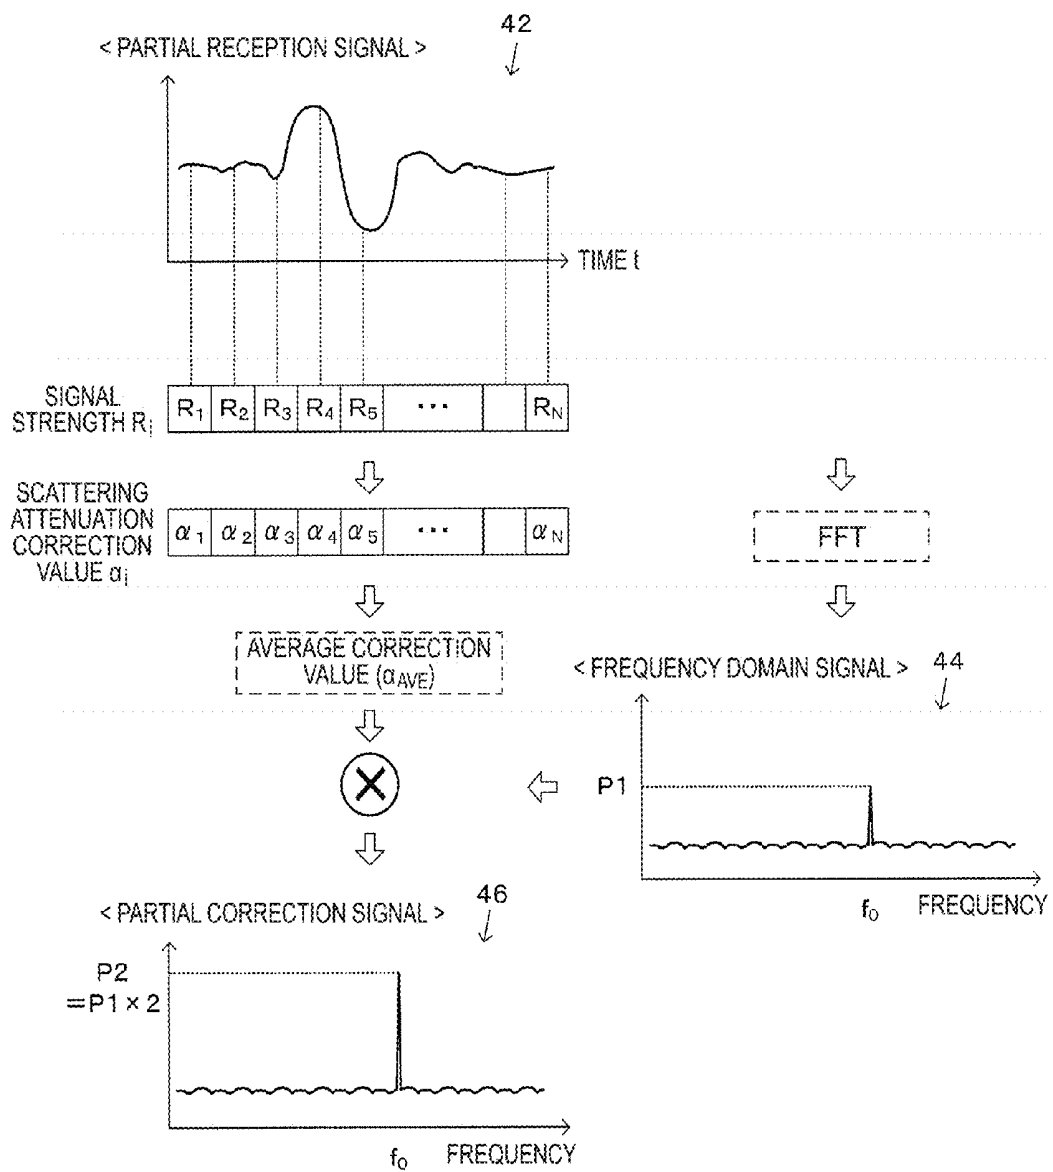 42
< PARTIAL RECEPTION SIGNAL >
TIME t
SIGNAL
STRENGTH Ri
R1 R2 R3 R4 R5 ··· RN
SCATTERING
ATTENUATION
CORRECTION
VALUE αi
α1 α2 α3 α4 α5 ··· αN
FFT
AVERAGE CORRECTION
VALUE (αAVE)
< FREQUENCY DOMAIN SIGNAL >
44
P1
f0 FREQUENCY
< PARTIAL CORRECTION SIGNAL >
46
P2
=P1×2
f0 FREQUENCY